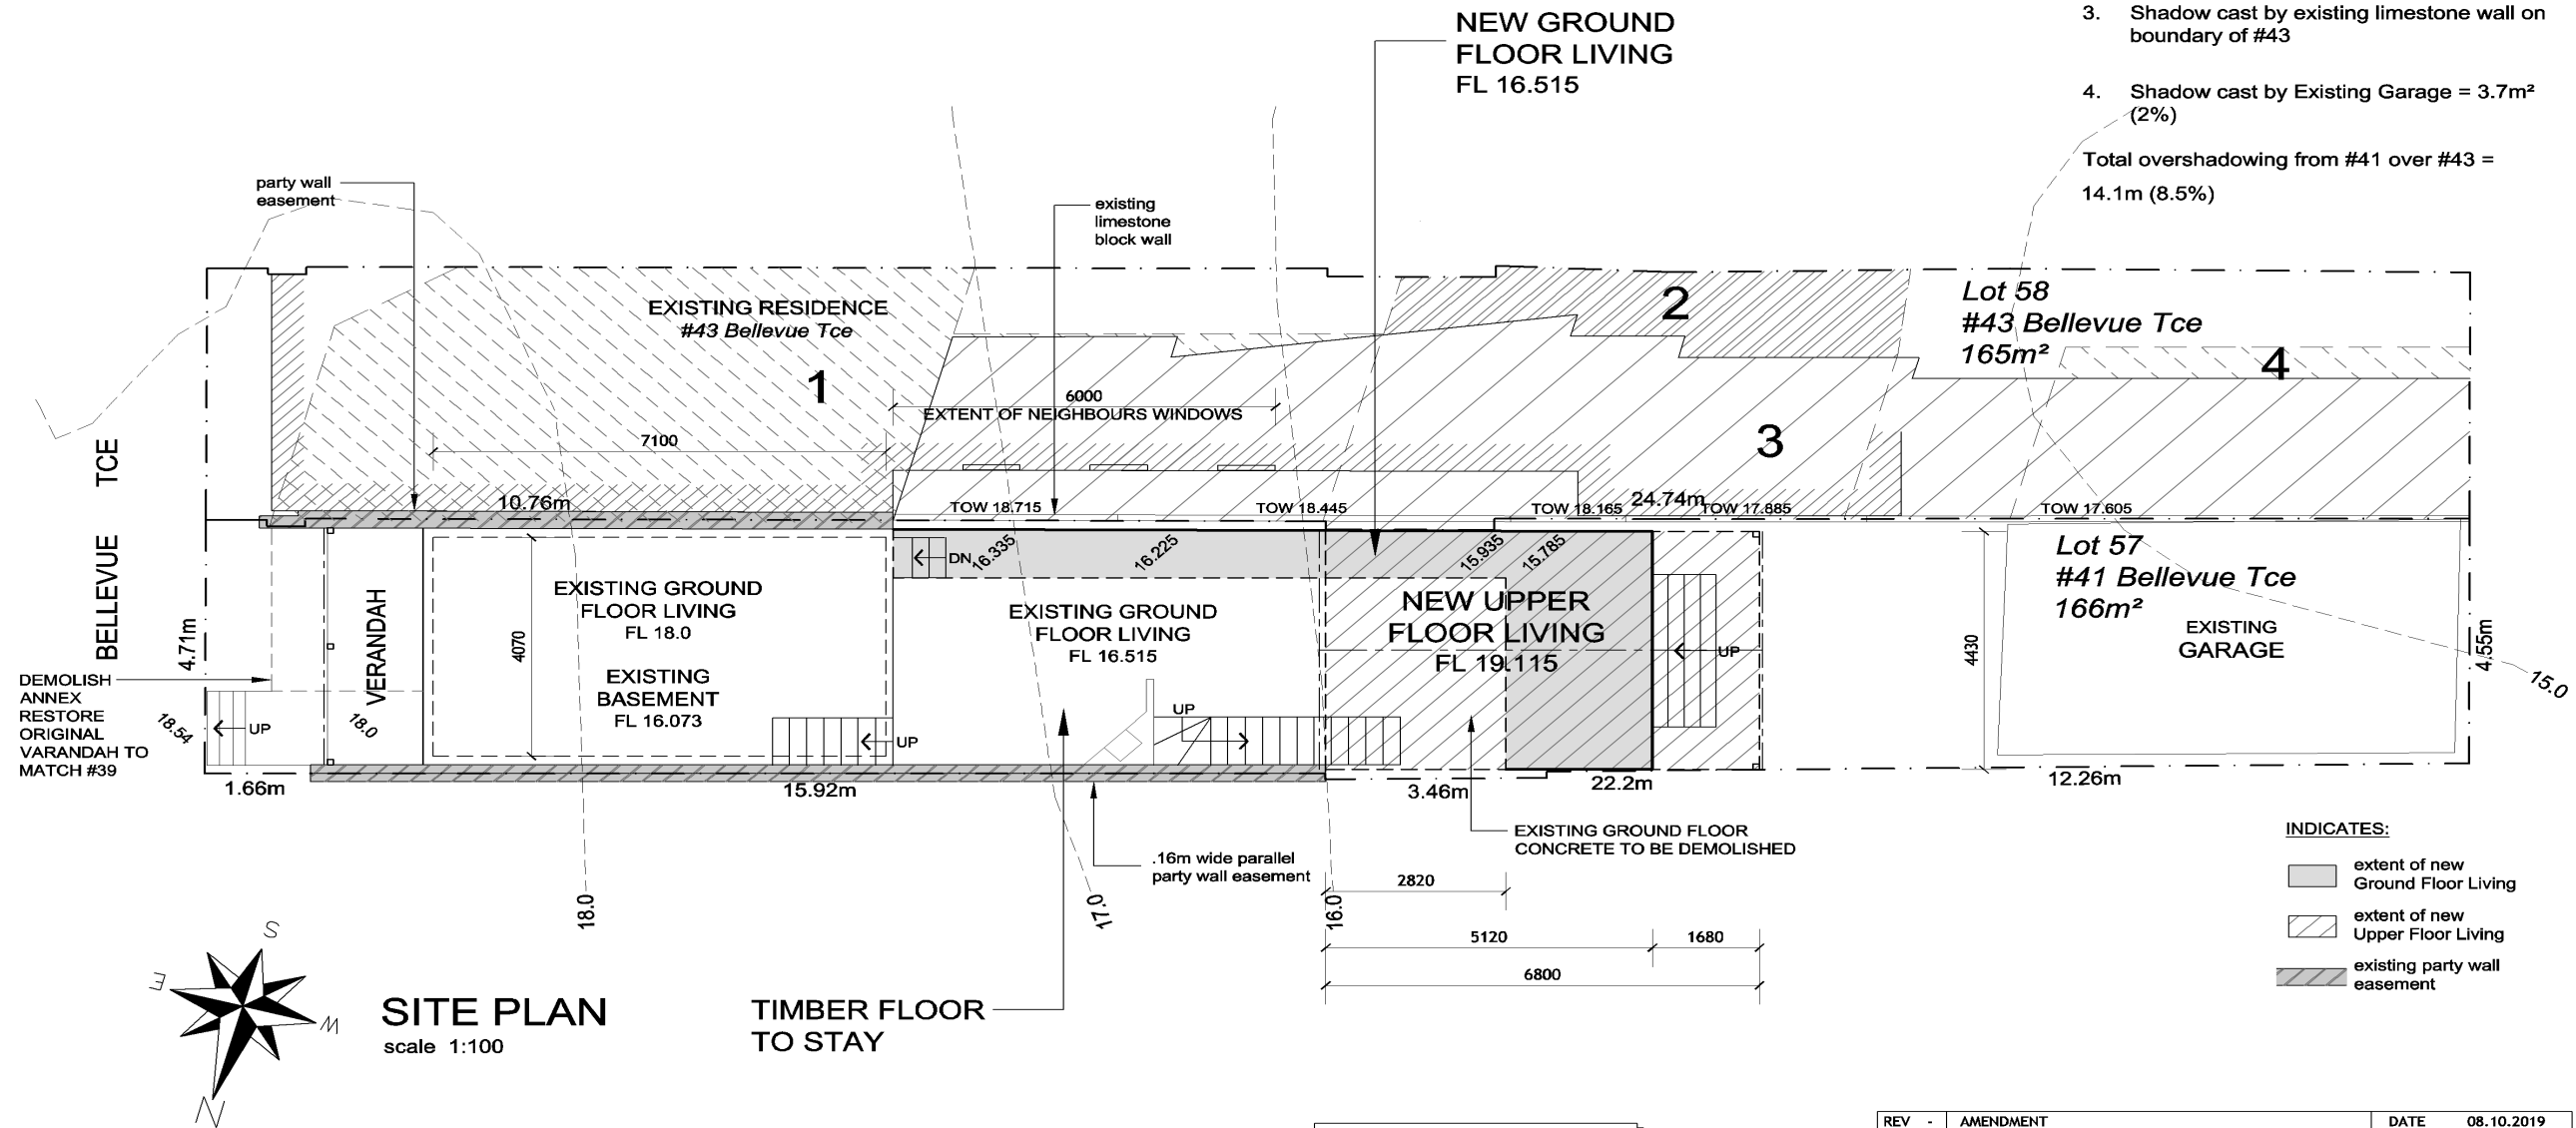 NEW GROUND
FLOOR LIVING
FL 16.515
3. Shadow cast by existing limestone wall on
boundary of #43
4. Shadow cast by Existing Garage = 3.7m²
(2%)
Total overshadowing from #41 over #43 =
14.1m (8.5%)
party wall
easement
existing
limestone
block wall
EXISTING RESIDENCE
#43 Bellevue Tce
1
2
3
4
Lot 58
#43 Bellevue Tce
165m²
6000
EXTENT OF NEIGHBOURS WINDOWS
7100
10.76m
TOW 18.715
TOW 18.445
TOW 18.165
24.74m
TOW 17.885
TOW 17.605
BELLEVUE TCE
4.71m
DEMOLISH
ANNEX
RESTORE
ORIGINAL
VARANDAH TO
MATCH #39
18.54
UP
VERANDAH
18.0
4070
EXISTING GROUND
FLOOR LIVING
FL 18.0
EXISTING
BASEMENT
FL 16.073
UP
DN
16.335
16.225
15.935
15.785
EXISTING GROUND
FLOOR LIVING
FL 16.515
UP
NEW UPPER
FLOOR LIVING
FL 19.115
UP
4430
Lot 57
#41 Bellevue Tce
166m²
EXISTING
GARAGE
4.55m
15.0
1.66m
15.92m
3.46m
22.2m
12.26m
.16m wide parallel
party wall easement
EXISTING GROUND FLOOR
CONCRETE TO BE DEMOLISHED
18.0
17.0
16.0
2820
5120
1680
6800
INDICATES:
extent of new
Ground Floor Living
extent of new
Upper Floor Living
existing party wall
easement
S
E
W
N
SITE PLAN
scale 1:100
TIMBER FLOOR
TO STAY
REV - AMENDMENT DATE 08.10.2019